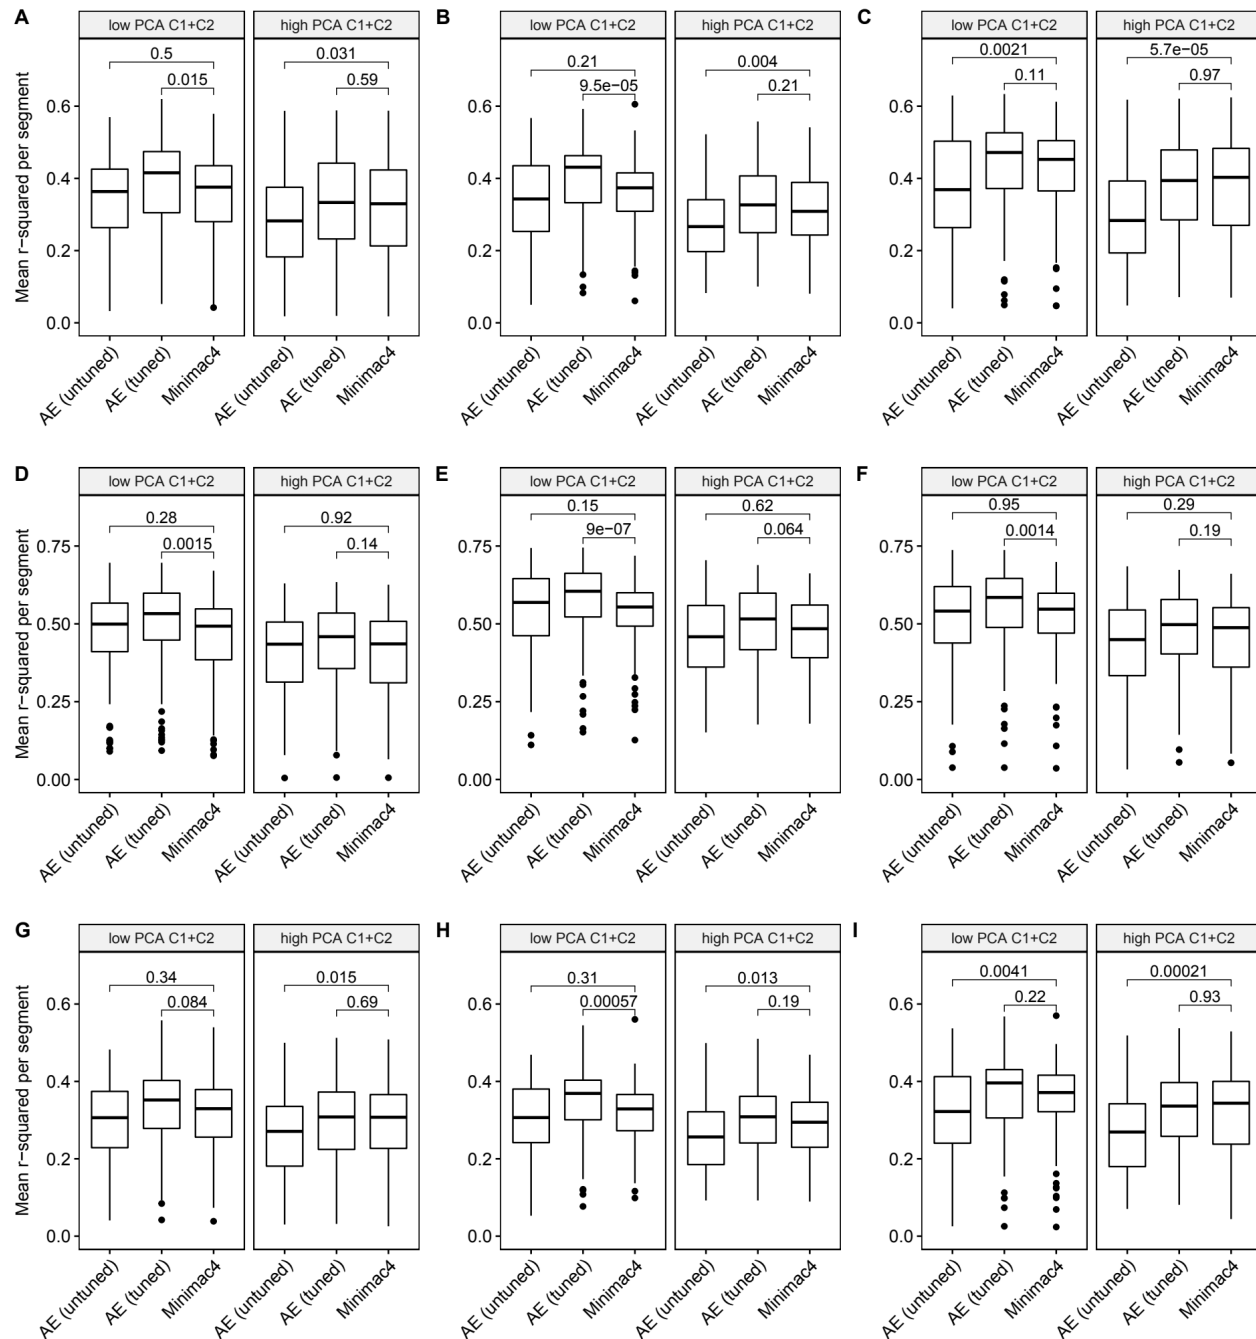 A
low PCA C1+C2
high PCA C1+C2
0.5
0.015
0.031
0.59
Mean r−squared per segment
0.6
0.4
0.2
0.0
AE (untuned)
AE (tuned)
Minimac4
AE (untuned)
AE (tuned)
Minimac4
B
low PCA C1+C2
high PCA C1+C2
0.21
9.5e−05
0.004
0.21
0.6
0.4
0.2
0.0
AE (untuned)
AE (tuned)
Minimac4
AE (untuned)
AE (tuned)
Minimac4
C
low PCA C1+C2
high PCA C1+C2
0.0021
0.11
5.7e−05
0.97
0.6
0.4
0.2
0.0
AE (untuned)
AE (tuned)
Minimac4
AE (untuned)
AE (tuned)
Minimac4
D
low PCA C1+C2
high PCA C1+C2
0.28
0.0015
0.92
0.14
Mean r−squared per segment
0.75
0.50
0.25
0.00
AE (untuned)
AE (tuned)
Minimac4
AE (untuned)
AE (tuned)
Minimac4
E
low PCA C1+C2
high PCA C1+C2
0.15
9e−07
0.62
0.064
0.75
0.50
0.25
0.00
AE (untuned)
AE (tuned)
Minimac4
AE (untuned)
AE (tuned)
Minimac4
F
low PCA C1+C2
high PCA C1+C2
0.95
0.0014
0.29
0.19
0.75
0.50
0.25
0.00
AE (untuned)
AE (tuned)
Minimac4
AE (untuned)
AE (tuned)
Minimac4
G
low PCA C1+C2
high PCA C1+C2
0.34
0.084
0.015
0.69
Mean r−squared per segment
0.6
0.4
0.2
0.0
AE (untuned)
AE (tuned)
Minimac4
AE (untuned)
AE (tuned)
Minimac4
H
low PCA C1+C2
high PCA C1+C2
0.31
0.00057
0.013
0.19
0.6
0.4
0.2
0.0
AE (untuned)
AE (tuned)
Minimac4
AE (untuned)
AE (tuned)
Minimac4
I
low PCA C1+C2
high PCA C1+C2
0.0041
0.22
0.00021
0.93
0.6
0.4
0.2
0.0
AE (untuned)
AE (tuned)
Minimac4
AE (untuned)
AE (tuned)
Minimac4